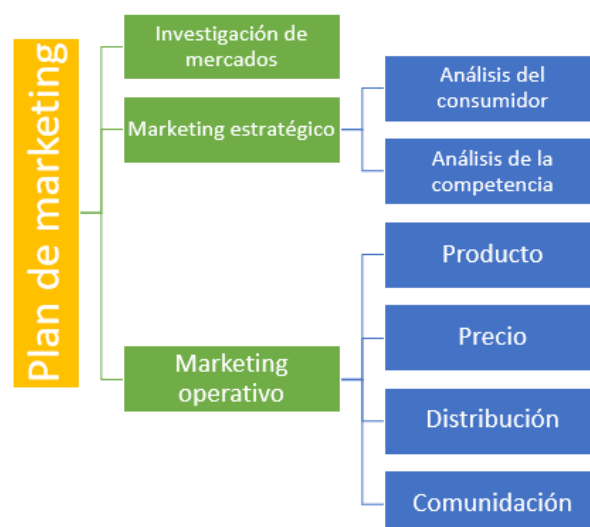 Plan de marketing
Investigación de
mercados
Marketing estratégico
Análisis del
consumidor
Análisis de la
competencia
Marketing
operativo
Producto
Precio
Distribución
Comunidación